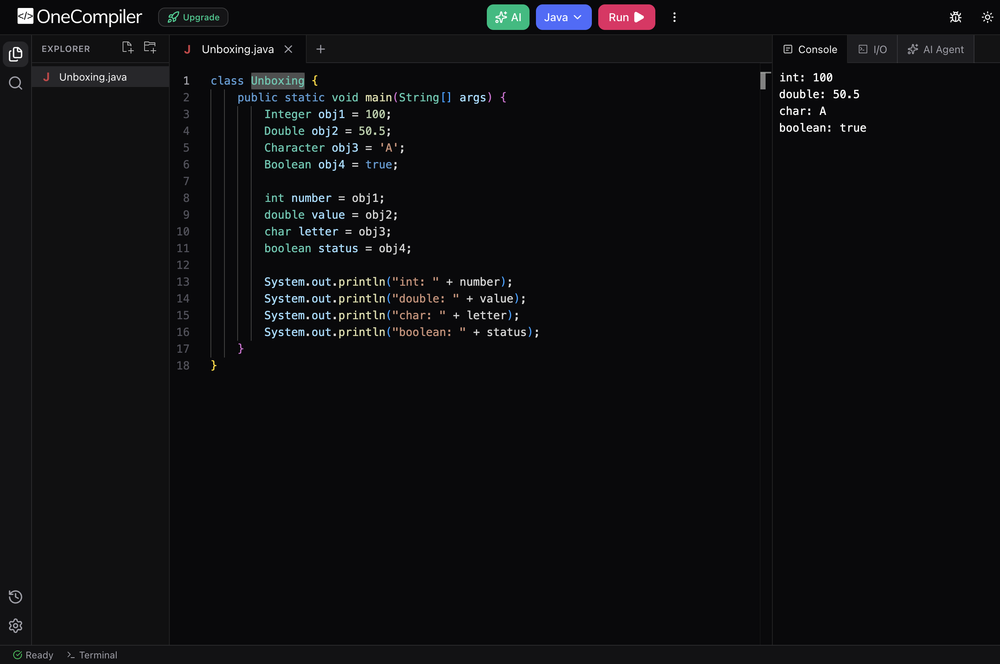 </> OneCompiler
Upgrade
AI
Java
Run
EXPLORER
J Unboxing.java
J Unboxing.java
1 class Unboxing {
2     public static void main(String[] args) {
3         Integer obj1 = 100;
4         Double obj2 = 50.5;
5         Character obj3 = 'A';
6         Boolean obj4 = true;
7
8         int number = obj1;
9         double value = obj2;
10         char letter = obj3;
11         boolean status = obj4;
12
13         System.out.println("int: " + number);
14         System.out.println("double: " + value);
15         System.out.println("char: " + letter);
16         System.out.println("boolean: " + status);
17     }
18 }
Console
I/O
AI Agent
int: 100
double: 50.5
char: A
boolean: true
Ready
Terminal